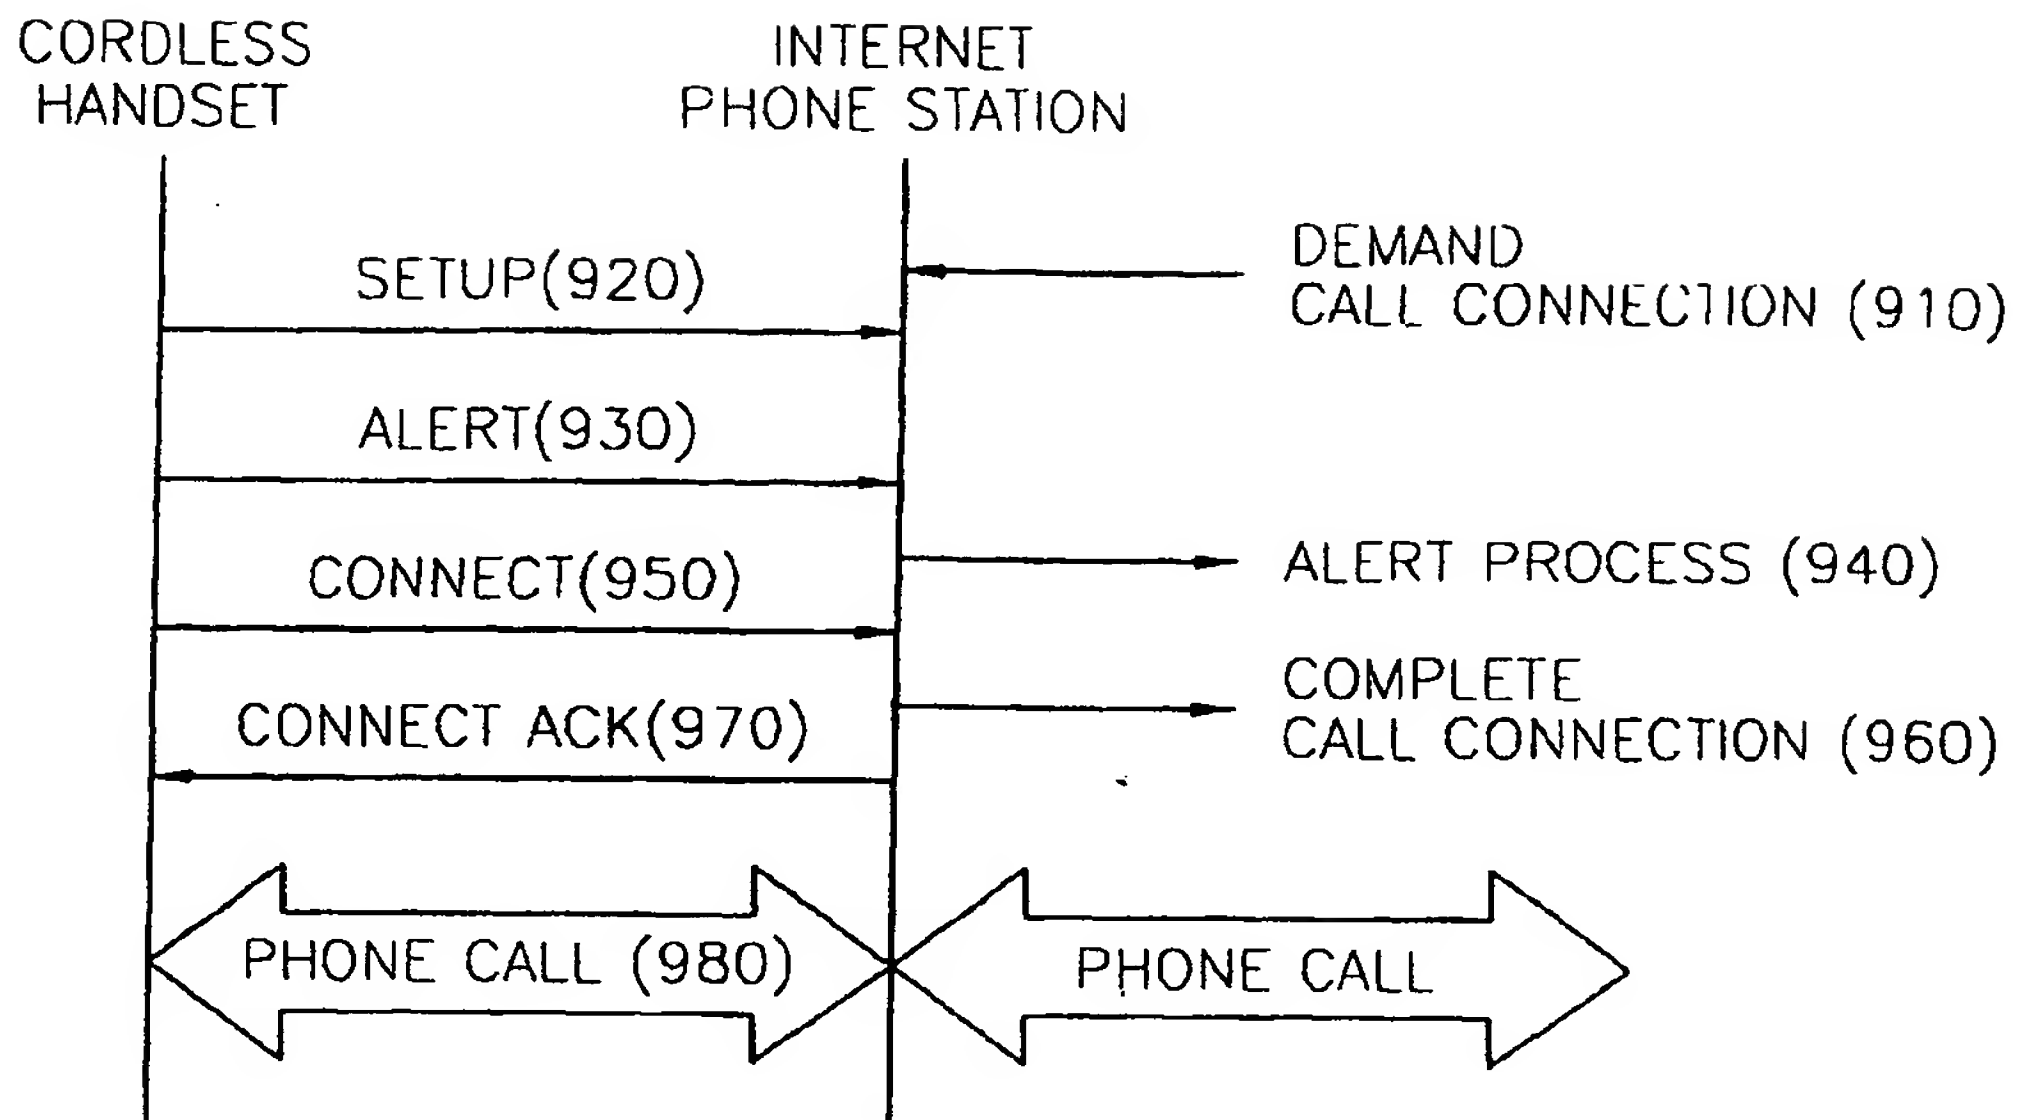 CORDLESS
HANDSET
INTERNET
PHONE STATION
DEMAND
CALL CONNECTION (910)
SETUP(920)
ALERT(930)
ALERT PROCESS (940)
CONNECT(950)
COMPLETE
CALL CONNECTION (960)
CONNECT ACK(970)
PHONE CALL (980)
PHONE CALL